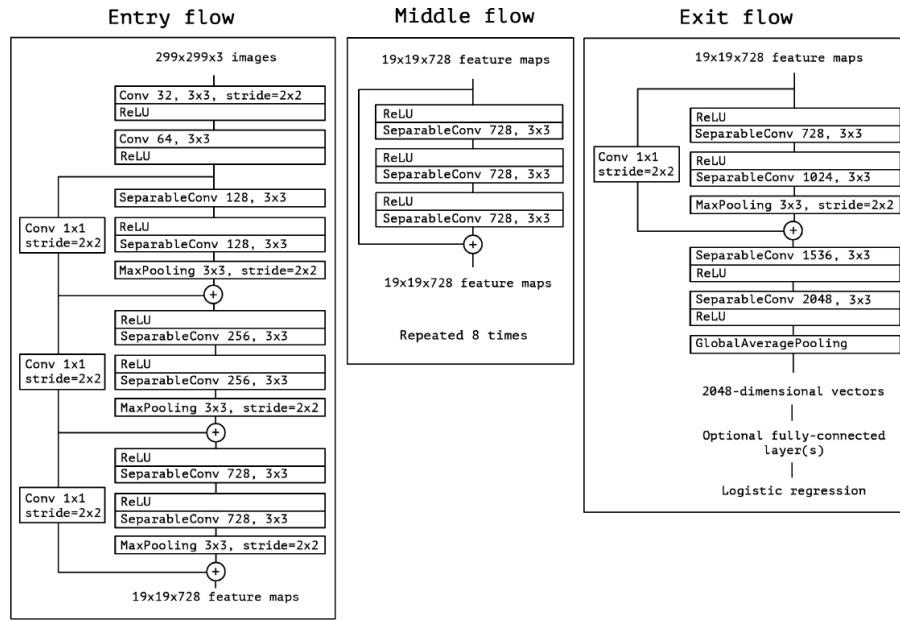 Entry flow
299x299x3 images
Conv 32, 3x3, stride=2x2
ReLU
Conv 64, 3x3
ReLU
SeparableConv 128, 3x3
Conv 1x1
stride=2x2
ReLU
SeparableConv 128, 3x3
MaxPooling 3x3, stride=2x2
+
ReLU
SeparableConv 256, 3x3
Conv 1x1
stride=2x2
ReLU
SeparableConv 256, 3x3
MaxPooling 3x3, stride=2x2
+
ReLU
SeparableConv 728, 3x3
Conv 1x1
stride=2x2
ReLU
SeparableConv 728, 3x3
MaxPooling 3x3, stride=2x2
+
19x19x728 feature maps
Middle flow
19x19x728 feature maps
ReLU
SeparableConv 728, 3x3
ReLU
SeparableConv 728, 3x3
ReLU
SeparableConv 728, 3x3
+
19x19x728 feature maps
Repeated 8 times
Exit flow
19x19x728 feature maps
ReLU
SeparableConv 728, 3x3
Conv 1x1
stride=2x2
ReLU
SeparableConv 1024, 3x3
MaxPooling 3x3, stride=2x2
+
SeparableConv 1536, 3x3
ReLU
SeparableConv 2048, 3x3
ReLU
GlobalAveragePooling
2048-dimensional vectors
Optional fully-connected
layer(s)
Logistic regression